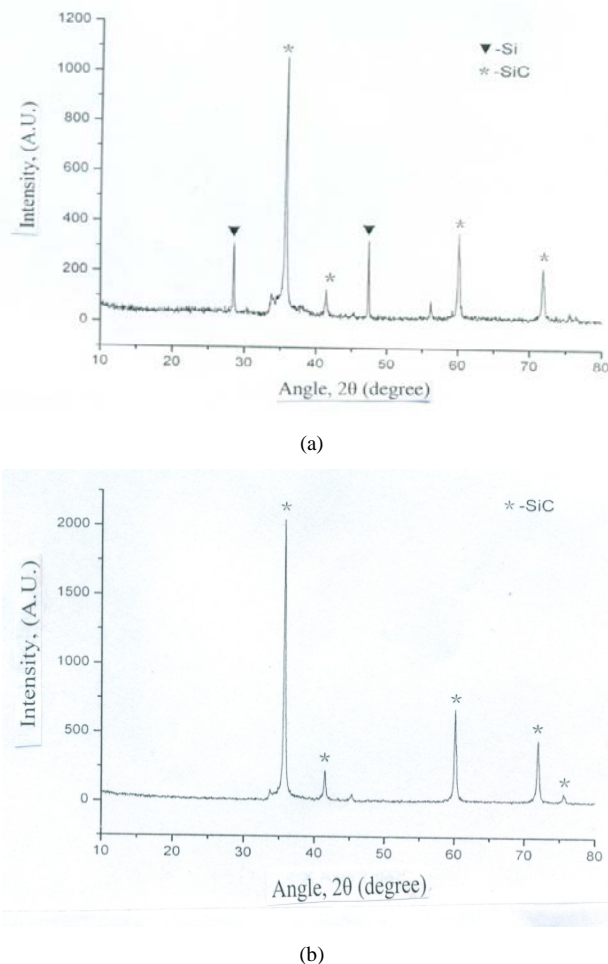 1200
1000
800
600
400
200
0
Intensity, (A.U.)
▼-Si
*-SiC
10 20 30 40 50 60 70 80
Angle, 2θ (degree)
(a)
2000
1500
1000
500
0
Intensity, (A.U.)
*-SiC
10 20 30 40 50 60 70 80
Angle, 2θ (degree)
(b)